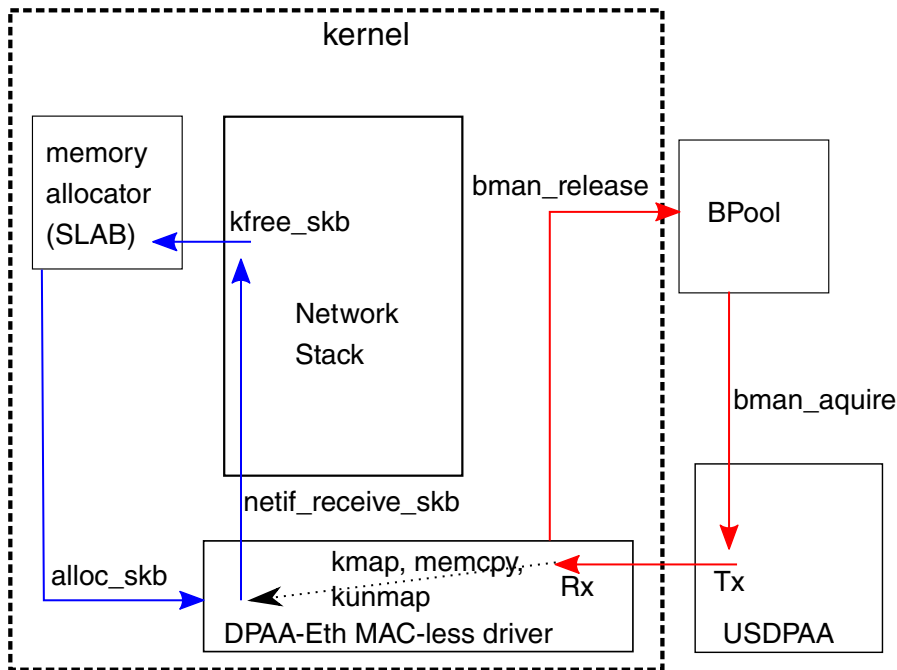 kernel
memory
allocator
(SLAB)
kfree_skb
Network
Stack
bman_release
BPool
bman_aquire
netif_receive_skb
alloc_skb
kmap, memcpy,
kunmap
Rx
DPAA-Eth MAC-less driver
Tx
USDPAA